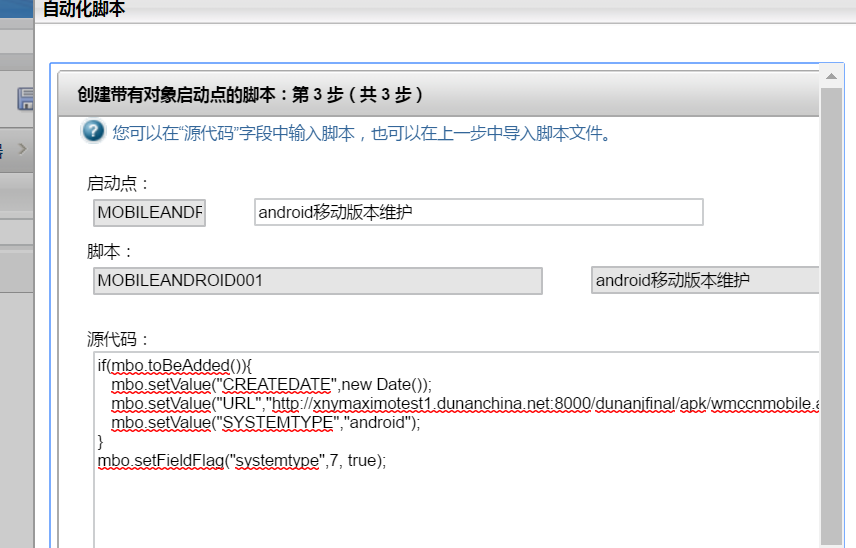 自动化脚本
创建带有对象启动点的脚本：第 3 步（共 3 步）
您可以在“源代码”字段中输入脚本，也可以在上一步中导入脚本文件。
启动点：
MOBILEANDR android移动版本维护
脚本：
MOBILEANDROID001 android移动版本维护
源代码：
if(mbo.toBeAdded()){
mbo.setValue("CREATEDATE",new Date());
mbo.setValue("URL","http://xnymaximotest1.dunanchina.net:8000/dunanjfinal/apk/wmccnmobile.a
mbo.setValue("SYSTEMTYPE","android");
}
mbo.setFieldFlag("systemtype",7, true);